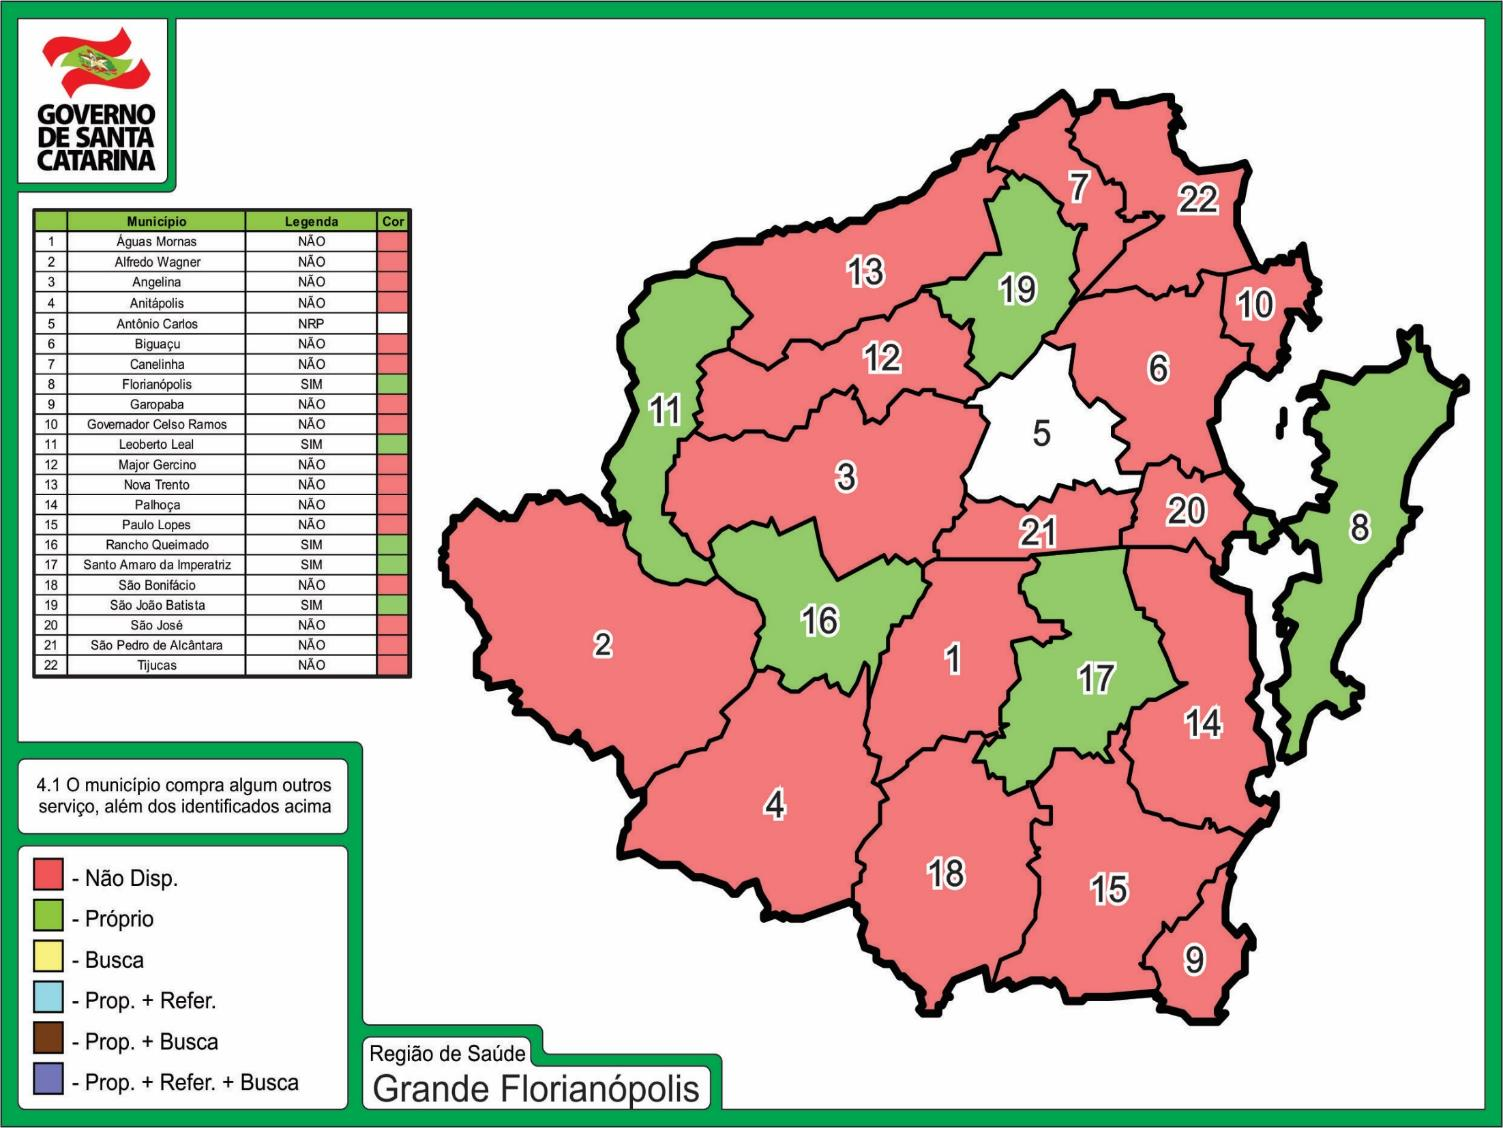 GOVERNO
DE SANTA
CATARINA
Município Legenda Cor
1 Águas Mornas NÃO
2 Alfredo Wagner NÃO
3 Angelina NÃO
4 Anitápolis NÃO
5 Antônio Carlos NRP
6 Biguaçu NÃO
7 Canelinha NÃO
8 Florianópolis SIM
9 Garopaba NÃO
10 Governador Celso Ramos NÃO
11 Leoberto Leal SIM
12 Major Gercino NÃO
13 Nova Trento NÃO
14 Palhoça NÃO
15 Paulo Lopes NÃO
16 Rancho Queimado SIM
17 Santo Amaro da Imperatriz SIM
18 São Bonifácio NÃO
19 São João Batista SIM
20 São José NÃO
21 São Pedro de Alcântara NÃO
22 Tijucas NÃO
7
22
13
19
10
12
6
11
5
3
20
21
8
16
2
1
17
14
4
18
15
9
4.1 O município compra algum outros
serviço, além dos identificados acima
- Não Disp.
- Próprio
- Busca
- Prop. + Refer.
- Prop. + Busca
- Prop. + Refer. + Busca
Região de Saúde
Grande Florianópolis